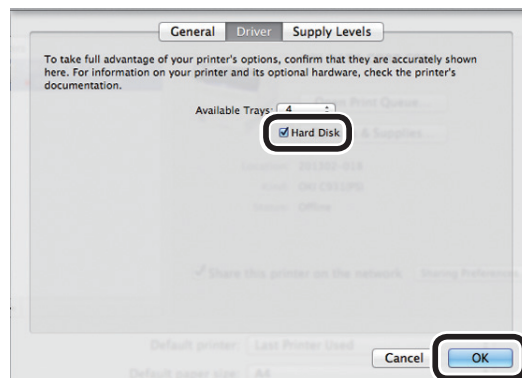 General Driver Supply Levels
To take full advantage of your printer's options, confirm that they are accurately shown
here. For information on your printer and its optional hardware, check the printer's
documentation.
Available Trays: 4
Open Print Queue...
Hard Disk
& Supplies...
Offline
Share this printer on the network Sharing Preferences
Default printer: Last Printer Used
Cancel OK
Default paper size: A4